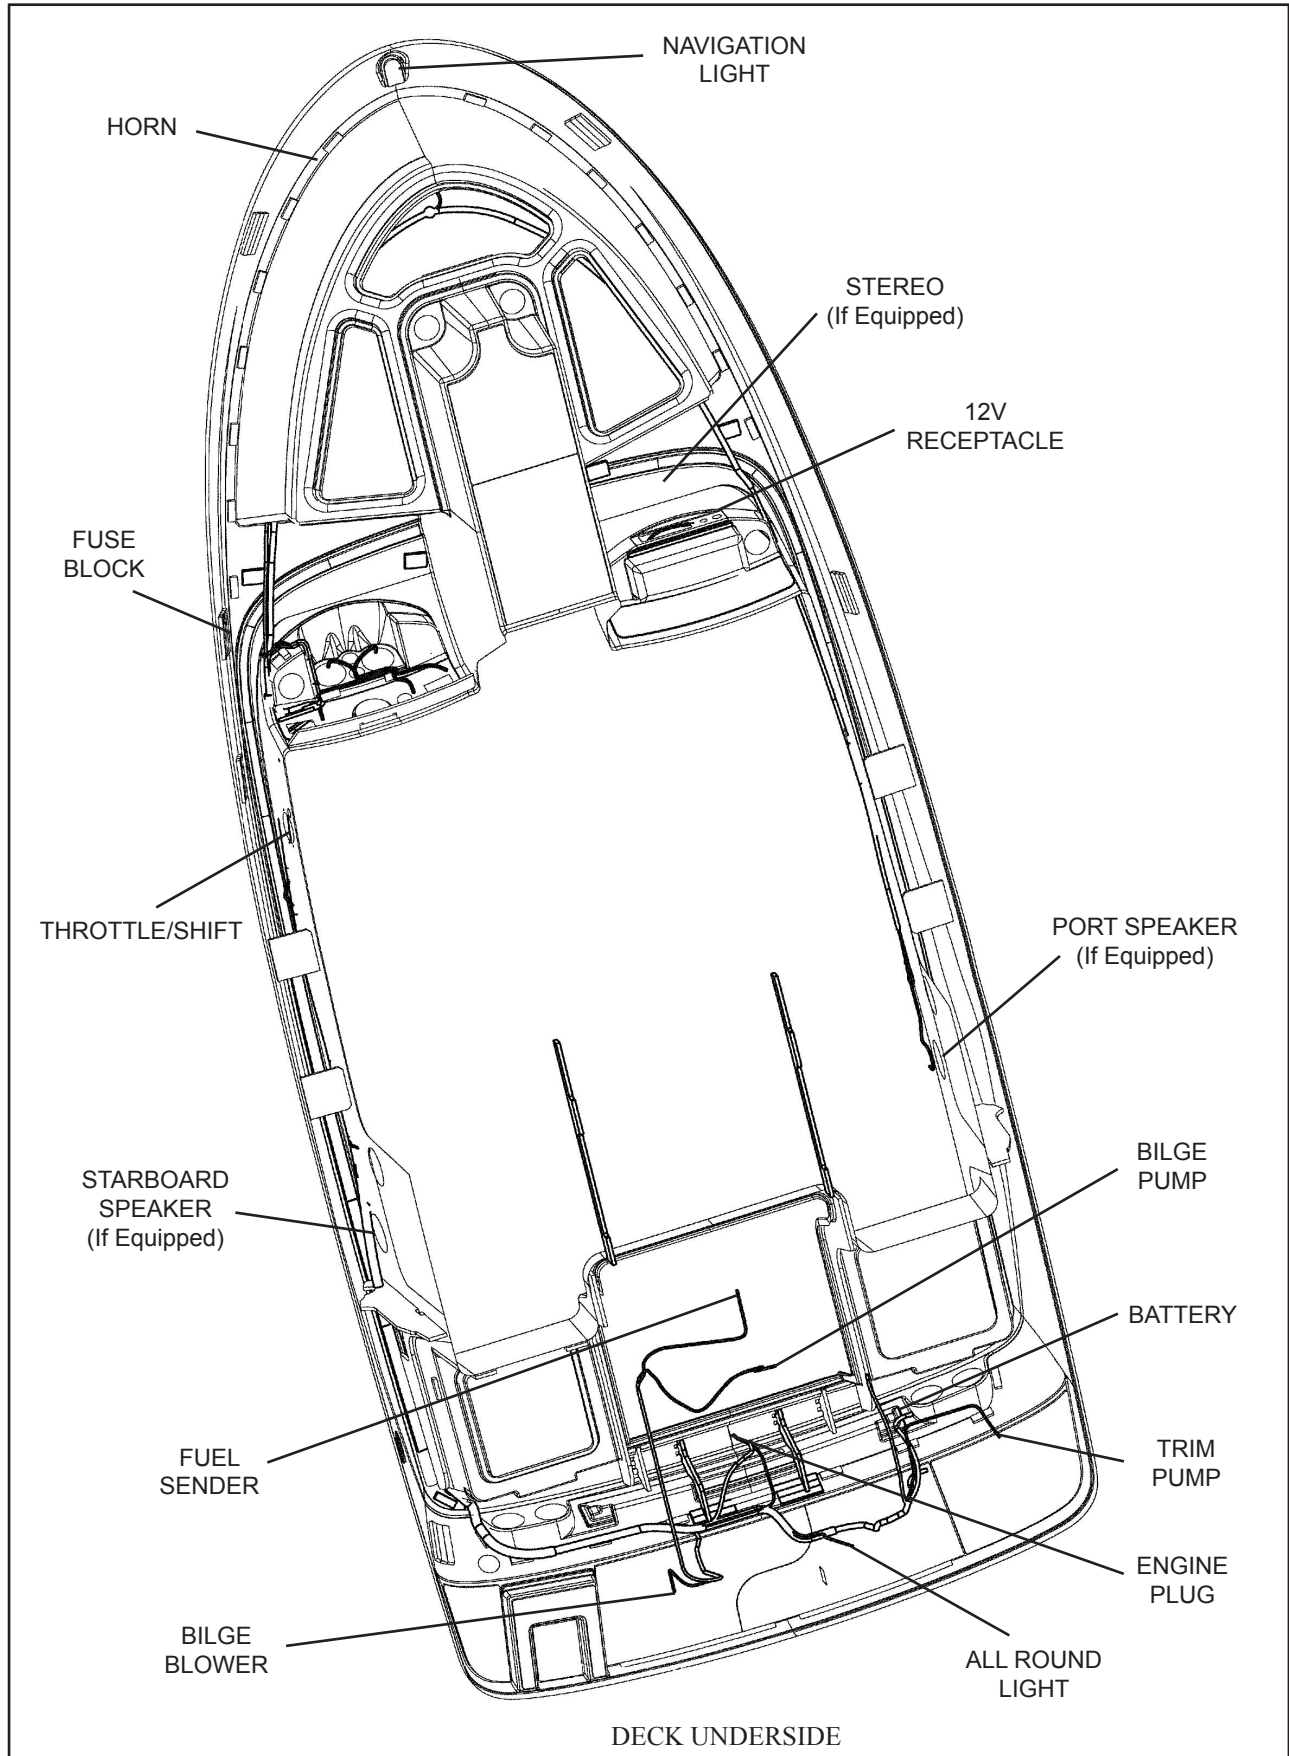 NAVIGATION
LIGHT
HORN
STEREO
(If Equipped)
12V
RECEPTACLE
FUSE
BLOCK
THROTTLE/SHIFT
PORT SPEAKER
(If Equipped)
BILGE
PUMP
STARBOARD
SPEAKER
(If Equipped)
BATTERY
FUEL
SENDER
TRIM
PUMP
ENGINE
PLUG
BILGE
BLOWER
ALL ROUND
LIGHT
DECK UNDERSIDE